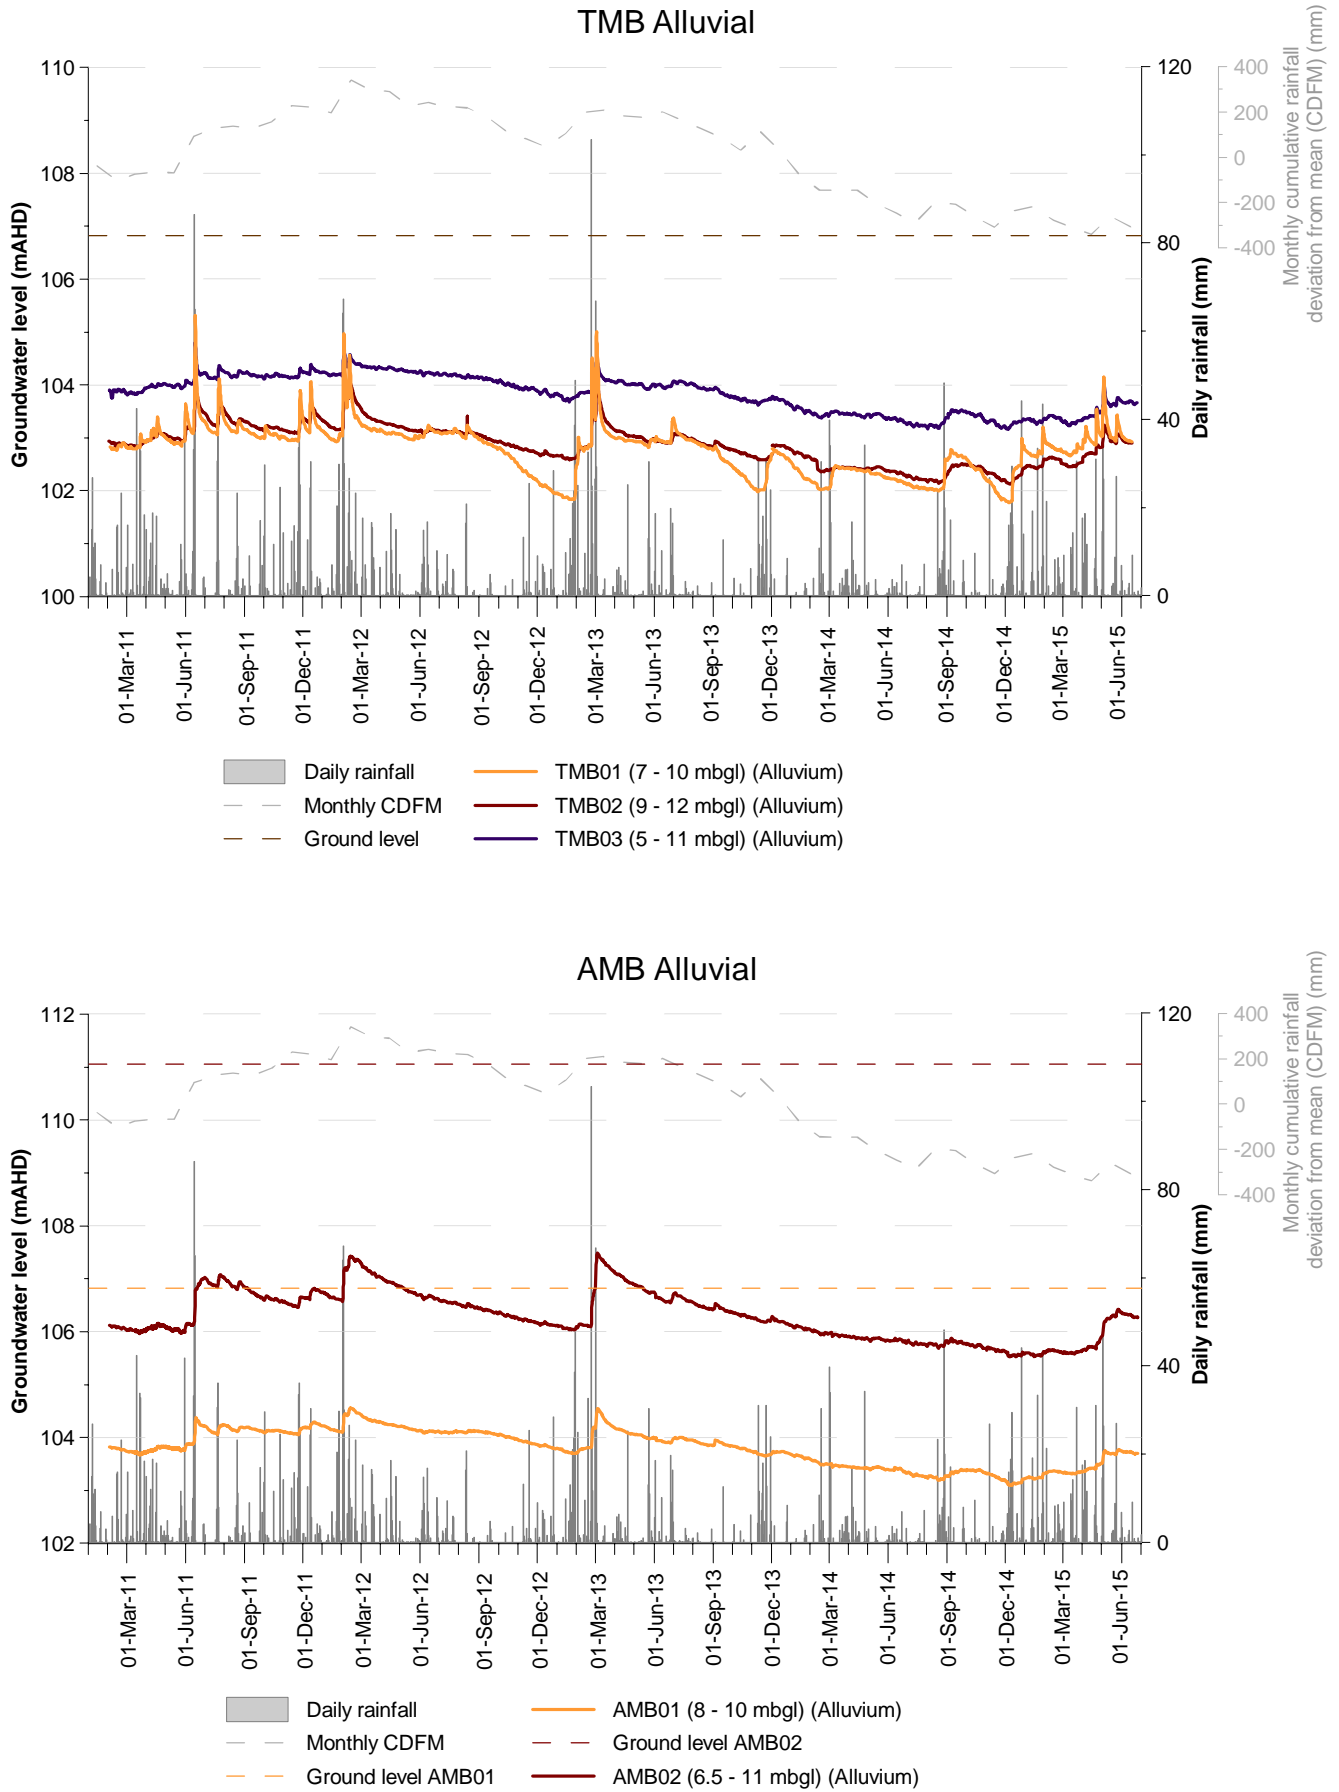 TMB Alluvial
Groundwater level (mAHD)
110
108
106
104
102
100
120
80
40
0
Daily rainfall (mm)
400
200
0
-200
-400
Monthly cumulative rainfall
deviation from mean (CDFM) (mm)
01-Mar-11
01-Jun-11
01-Sep-11
01-Dec-11
01-Mar-12
01-Jun-12
01-Sep-12
01-Dec-12
01-Mar-13
01-Jun-13
01-Sep-13
01-Dec-13
01-Mar-14
01-Jun-14
01-Sep-14
01-Dec-14
01-Mar-15
01-Jun-15
Daily rainfall
Monthly CDFM
Ground level
TMB01 (7 - 10 mbgl) (Alluvium)
TMB02 (9 - 12 mbgl) (Alluvium)
TMB03 (5 - 11 mbgl) (Alluvium)
AMB Alluvial
Groundwater level (mAHD)
112
110
108
106
104
102
120
80
40
0
Daily rainfall (mm)
400
200
0
-200
-400
Monthly cumulative rainfall
deviation from mean (CDFM) (mm)
01-Mar-11
01-Jun-11
01-Sep-11
01-Dec-11
01-Mar-12
01-Jun-12
01-Sep-12
01-Dec-12
01-Mar-13
01-Jun-13
01-Sep-13
01-Dec-13
01-Mar-14
01-Jun-14
01-Sep-14
01-Dec-14
01-Mar-15
01-Jun-15
Daily rainfall
Monthly CDFM
Ground level AMB01
AMB01 (8 - 10 mbgl) (Alluvium)
Ground level AMB02
AMB02 (6.5 - 11 mbgl) (Alluvium)